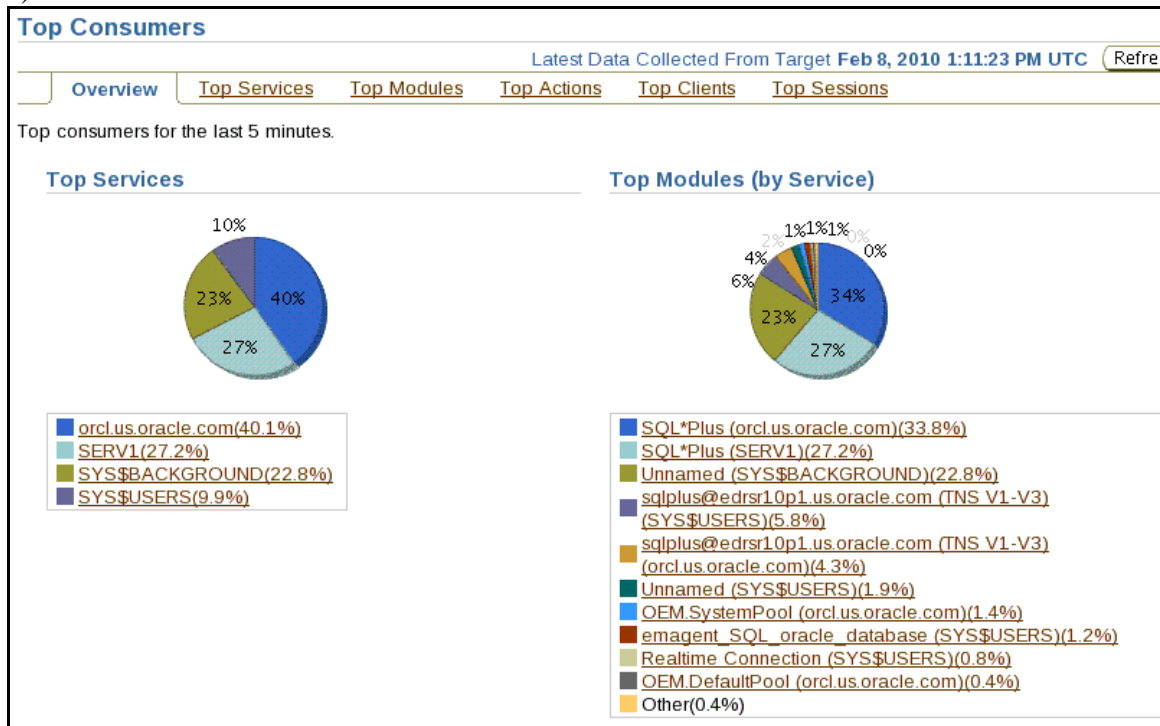 Top Consumers
Latest Data Collected From Target Feb 8, 2010 1:11:23 PM UTC Refre
Overview Top Services Top Modules Top Actions Top Clients Top Sessions
Top consumers for the last 5 minutes.
Top Services
10%
23% 40%
27%
orcl.us.oracle.com(40.1%)
SERV1(27.2%)
SYS$BACKGROUND(22.8%)
SYS$USERS(9.9%)
Top Modules (by Service)
2% 1%1%1% 0%
4% 0%
6% 34%
23%
27%
SQL*Plus (orcl.us.oracle.com)(33.8%)
SQL*Plus (SERV1)(27.2%)
Unnamed (SYS$BACKGROUND)(22.8%)
sqlplus@edrsr10p1.us.oracle.com (TNS V1-V3)
(SYS$USERS)(5.8%)
sqlplus@edrsr10p1.us.oracle.com (TNS V1-V3)
(orcl.us.oracle.com)(4.3%)
Unnamed (SYS$USERS)(1.9%)
OEM.SystemPool (orcl.us.oracle.com)(1.4%)
emagent_SQL_oracle_database (SYS$USERS)(1.2%)
Realtime Connection (SYS$USERS)(0.8%)
OEM.DefaultPool (orcl.us.oracle.com)(0.4%)
Other(0.4%)